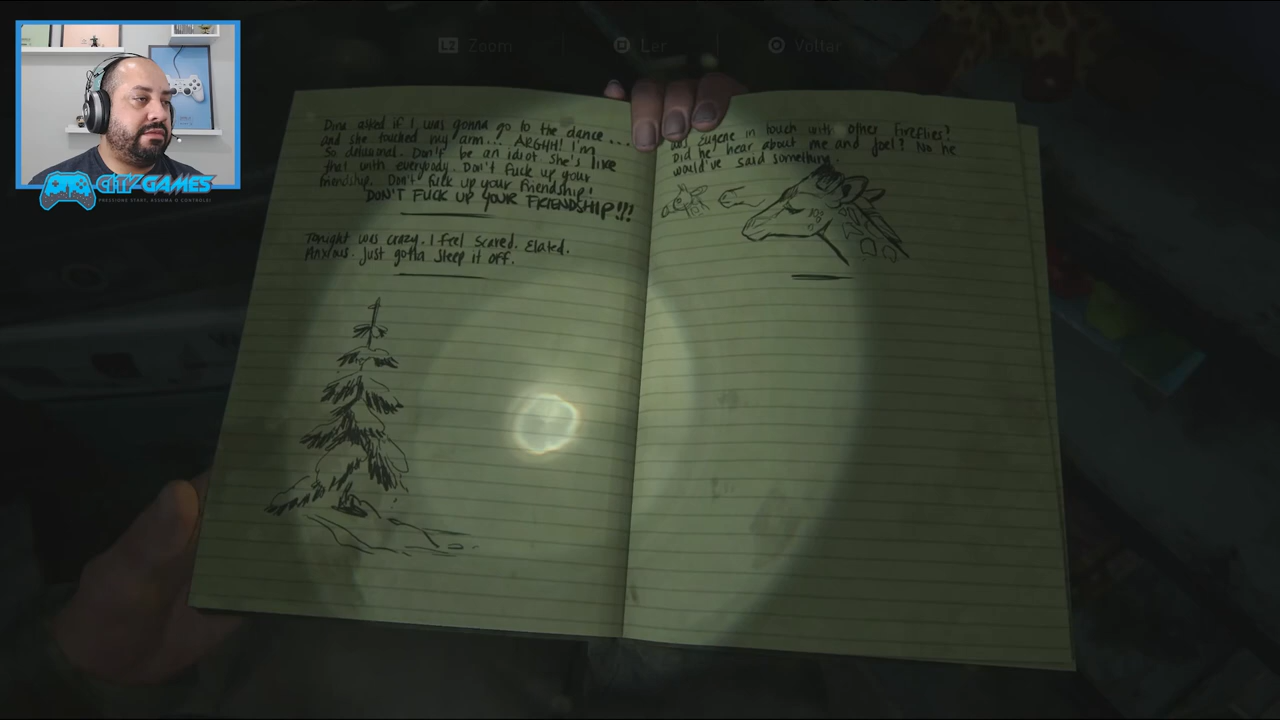 L2 Zoom
Ler
Voltar
CITY GAMES
PRESSIONE START, ASSUMA O CONTROLE!
Dina asked if I was gonna go to the dance....
and she touched my arm... ARGHH! I'm
so delusional. Don't be an idiot she's like
that with everybody. Don't fuck up your
friendship. Don't fuck up your friendship!
DON'T FUCK UP YOUR FRIENDSHIP!!!
Tonight was crazy. I feel scared. Elated.
Anxious. Just gotta sleep it off.
Was Eugene in touch with other Fireflies?
Did he hear about me and Joel? No he
would've said something.